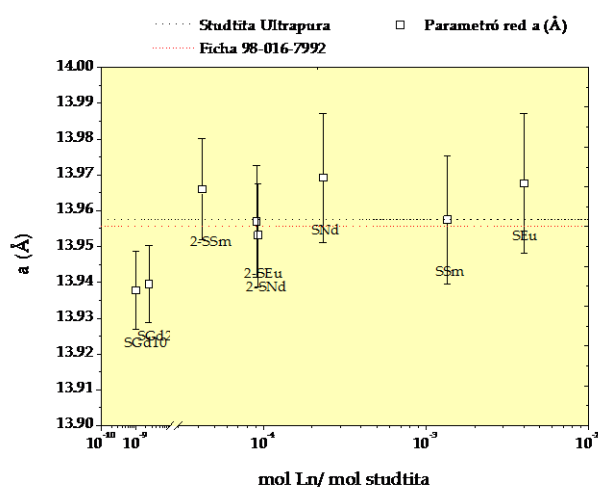 Studtita Ultrapura
Parametró red a (Å)
Ficha 98-016-7992
14.00
13.99
13.98
13.97
13.96
13.95
13.94
13.93
13.92
13.91
13.90
a (Å)
2-SSm
SNd
2-SEu
2-SNd
SSm
SEu
SGd2
SGd10
10⁻¹⁰
10⁻⁹
10⁻⁴
10⁻³
mol Ln/ mol studtita